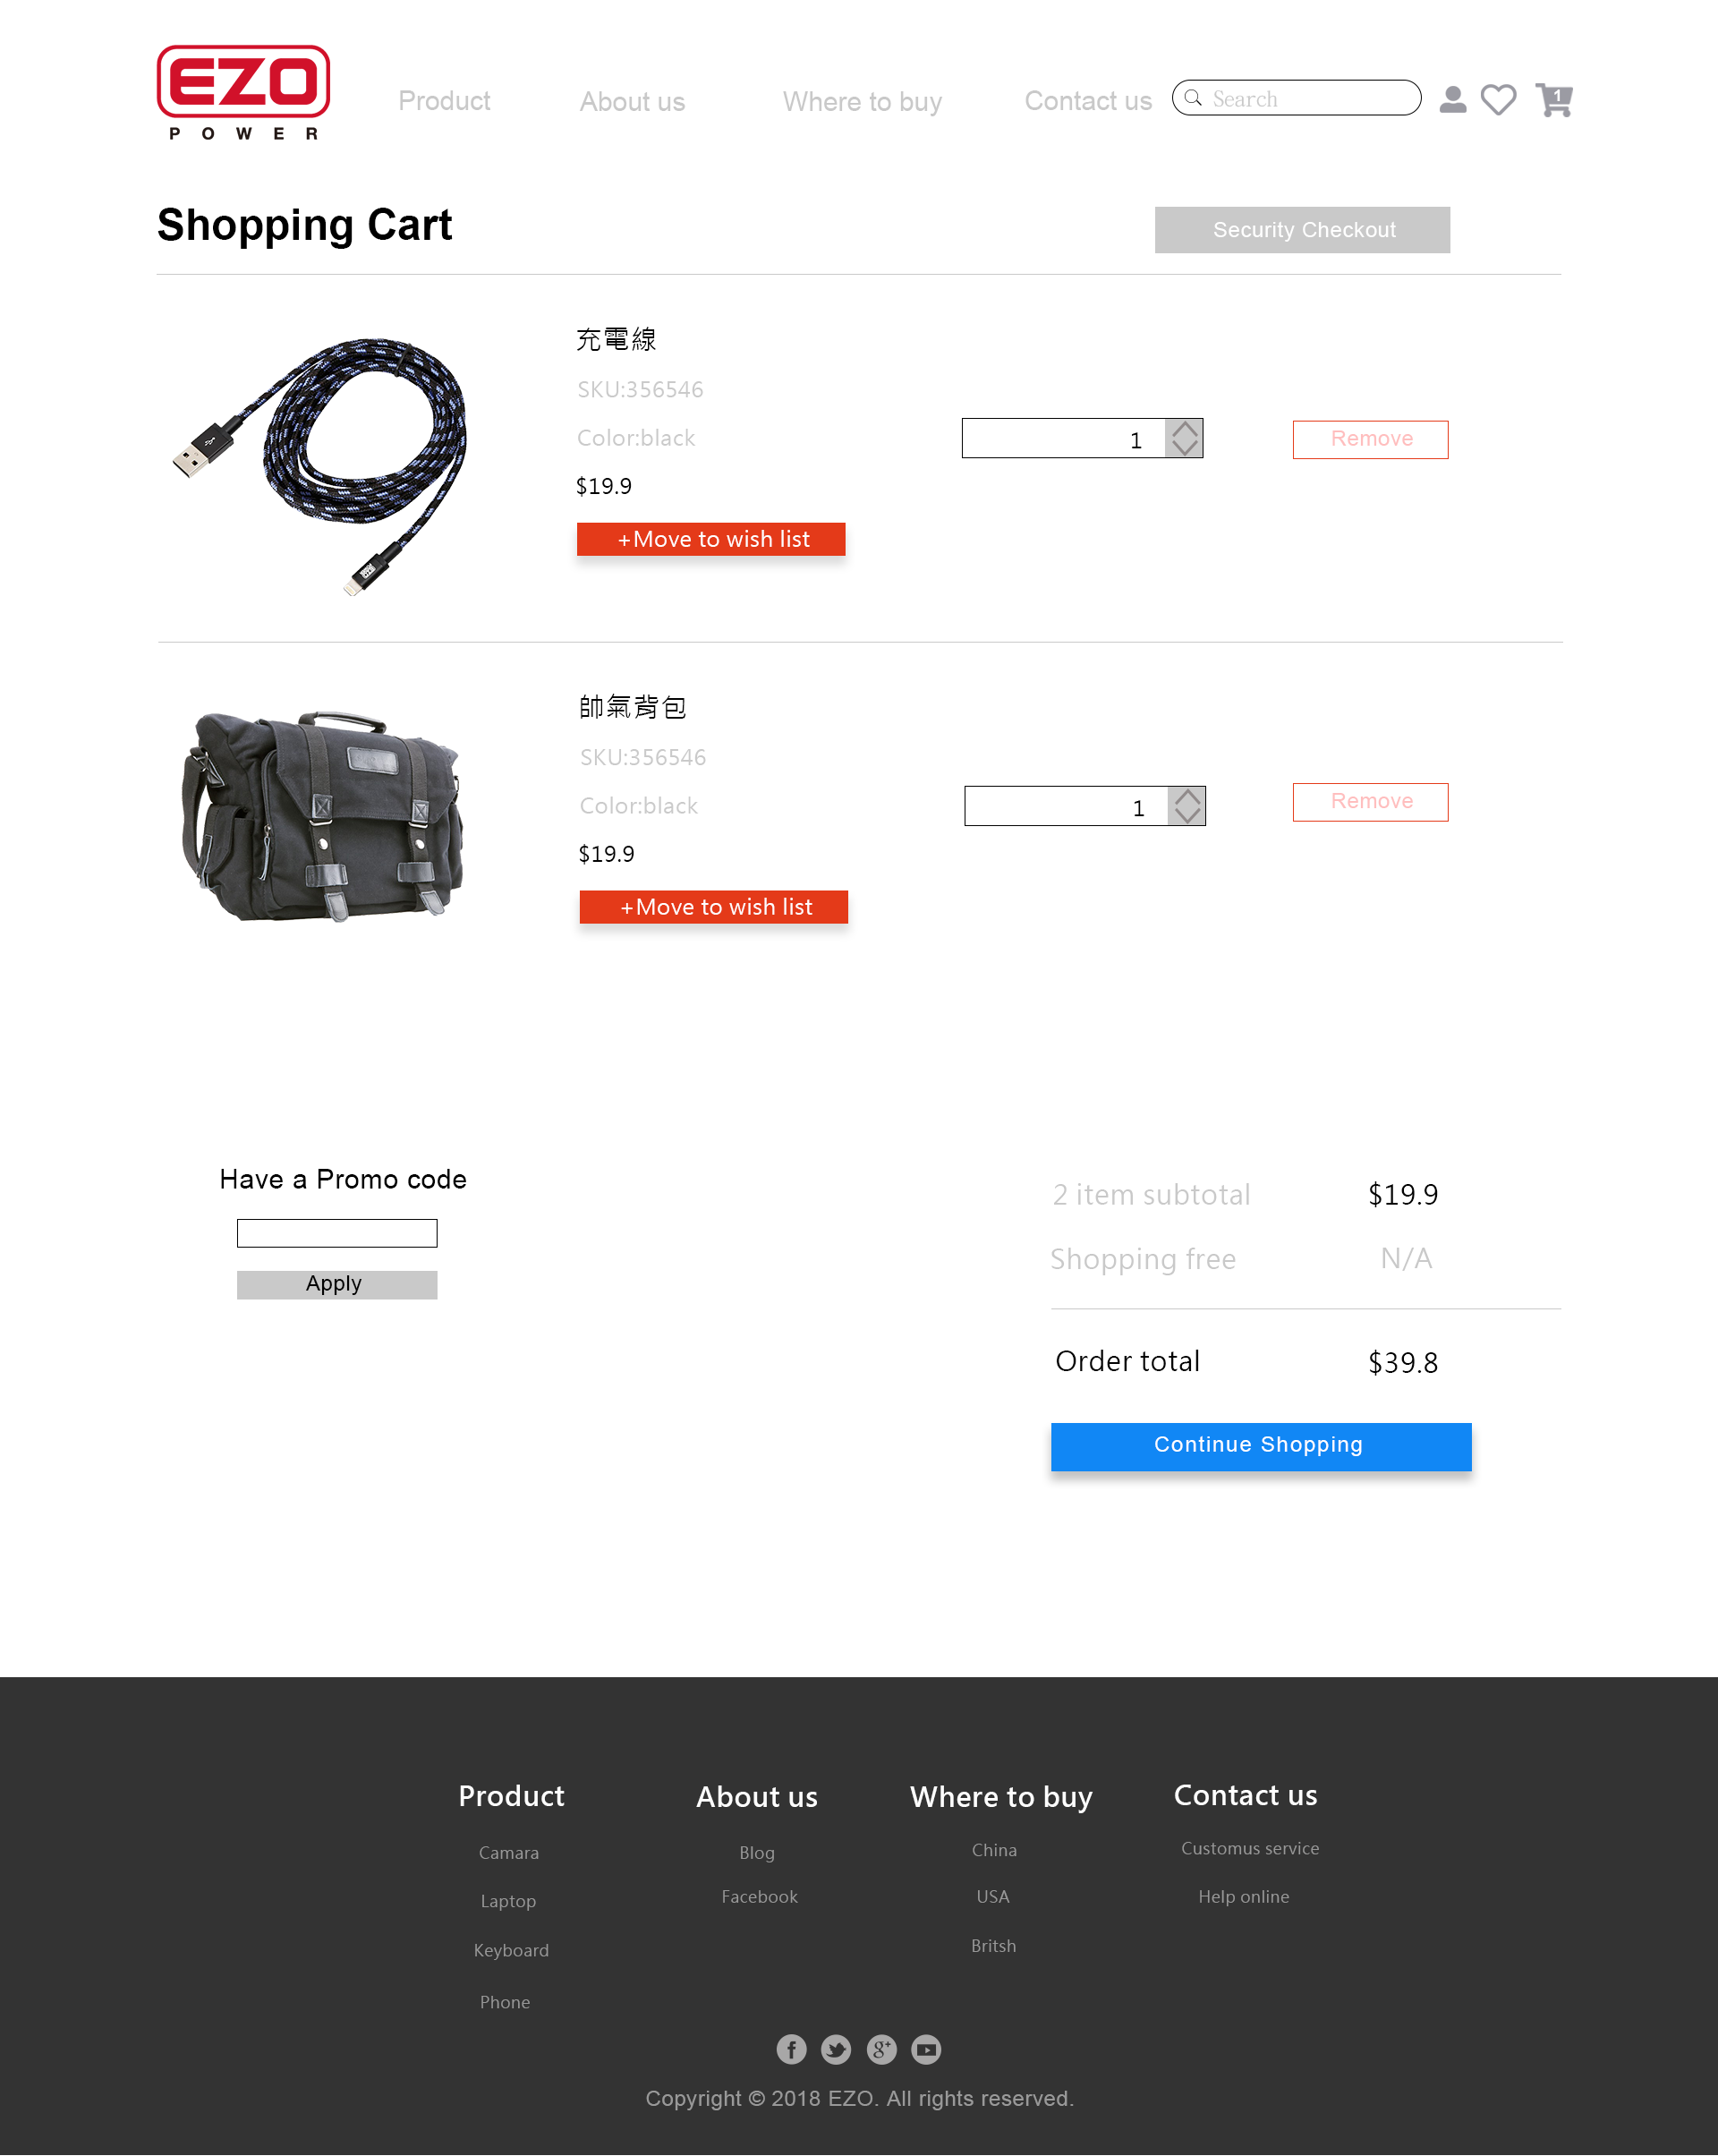 EZO
POWER
Product
About us
Where to buy
Contact us
Search
1
Shopping Cart
Security Checkout
充電線
SKU:356546
Color:black
$19.9
+Move to wish list
1
Remove
帥氣背包
SKU:356546
Color:black
$19.9
+Move to wish list
1
Remove
Have a Promo code
Apply
2 item subtotal $19.9
Shopping free N/A
Order total $39.8
Continue Shopping
Product
Camara
Laptop
Keyboard
Phone
About us
Blog
Facebook
Where to buy
China
USA
Britsh
Contact us
Customus service
Help online
Copyright © 2018 EZO. All rights reserved.